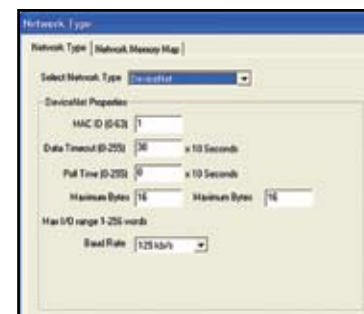 Network Type
Network Type Network Memory Map
Select Network Type DeviceNet
DeviceNet Properties
MAC ID (0-63) 1
Data Timeout (0-255) 30 x 10 Seconds
Poll Time (0-255) 0 x 10 Seconds
Maximum Bytes 16 Maximum Bytes 16
Max I/O range 1-256 words
Baud Rate 125 kb/s